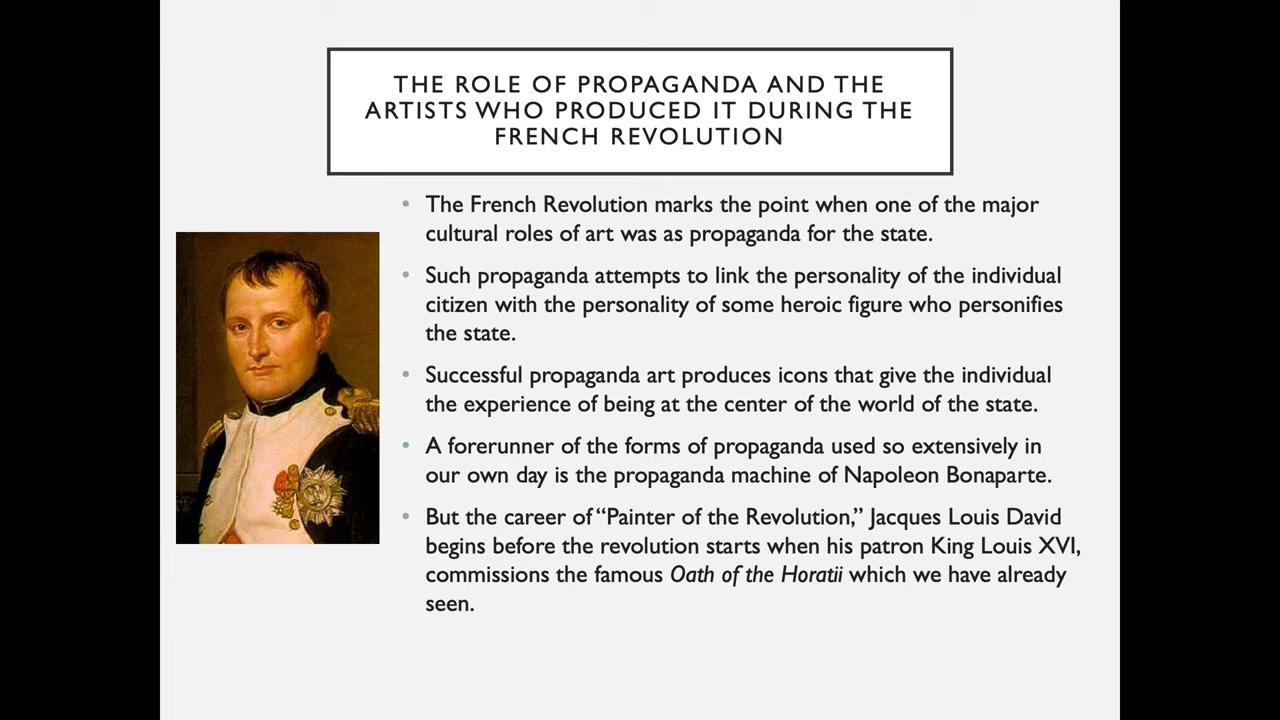 THE ROLE OF PROPAGANDA AND THE
ARTISTS WHO PRODUCED IT DURING THE
FRENCH REVOLUTION
• The French Revolution marks the point when one of the major
cultural roles of art was as propaganda for the state.
• Such propaganda attempts to link the personality of the individual
citizen with the personality of some heroic figure who personifies
the state.
• Successful propaganda art produces icons that give the individual
the experience of being at the center of the world of the state.
• A forerunner of the forms of propaganda used so extensively in
our own day is the propaganda machine of Napoleon Bonaparte.
• But the career of “Painter of the Revolution,” Jacques Louis David
begins before the revolution starts when his patron King Louis XVI,
commissions the famous Oath of the Horatii which we have already
seen.